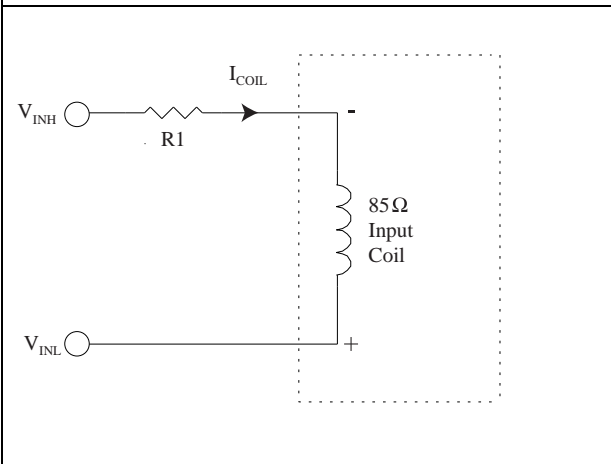 I_COIL
V_INH
-
R1
85Ω
Input
Coil
V_INL
+